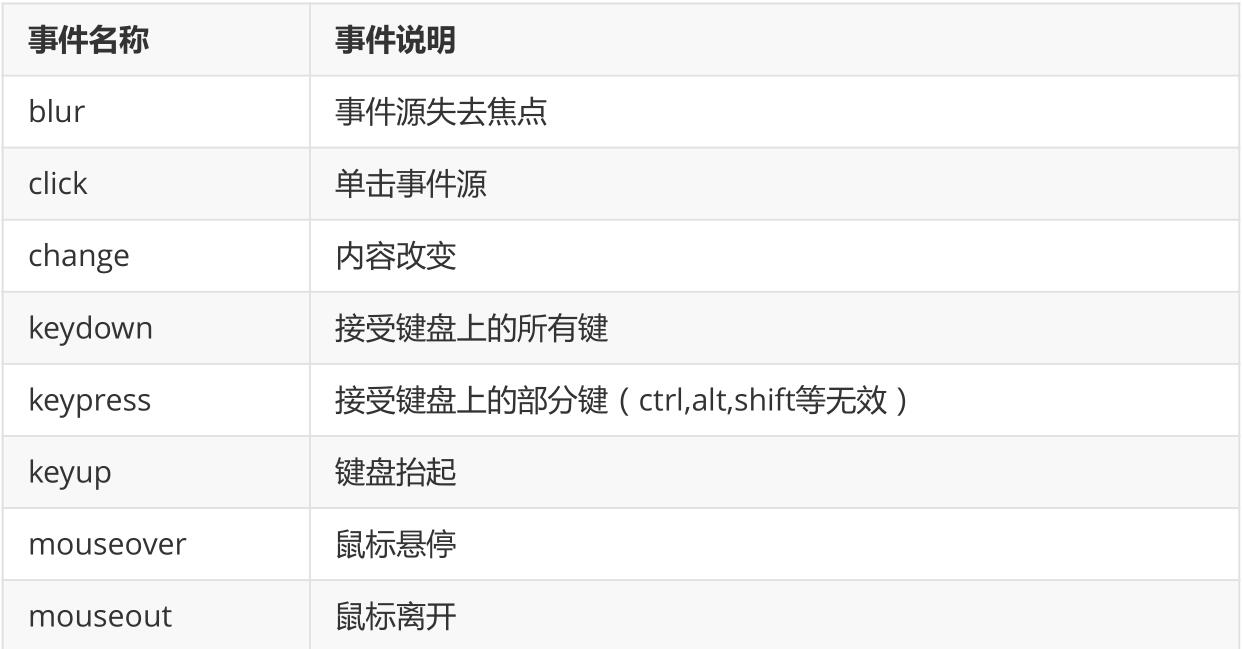 事件名称 事件说明
blur 事件源失去焦点
click 单击事件源
change 内容改变
keydown 接受键盘上的所有键
keypress 接受键盘上的部分键（ctrl,alt,shift等无效）
keyup 键盘抬起
mouseover 鼠标悬停
mouseout 鼠标离开